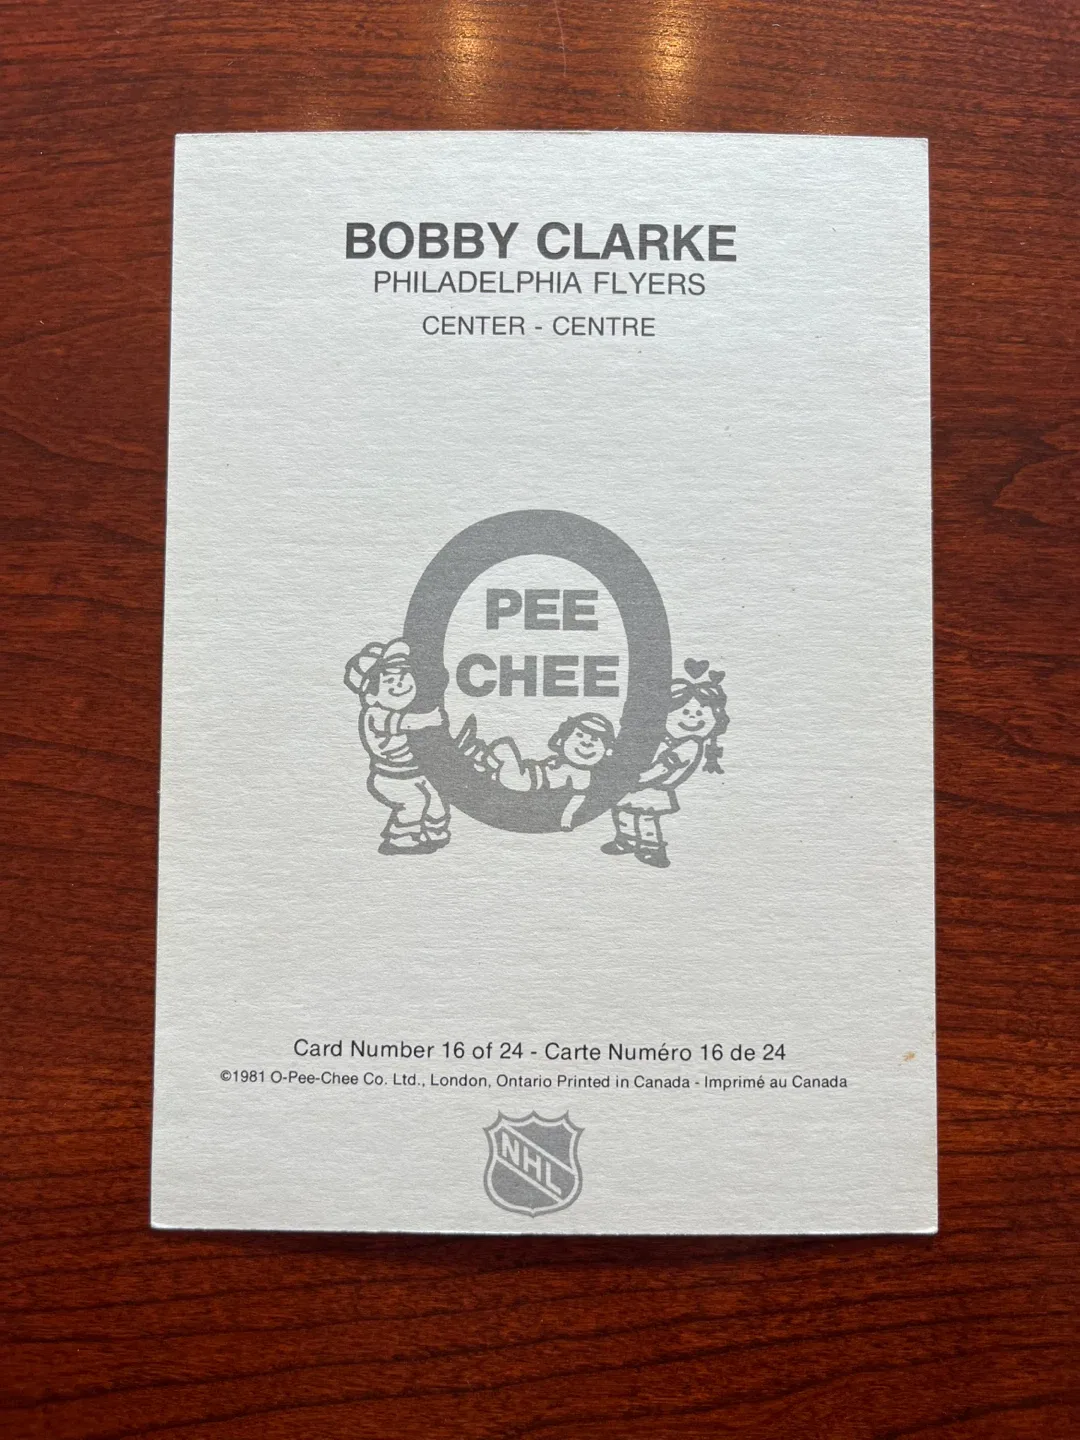 BOBBY CLARKE
PHILADELPHIA FLYERS
CENTER - CENTRE
PEE
CHEE
Card Number 16 of 24 - Carte Numéro 16 de 24
©1981 O-Pee-Chee Co. Ltd., London, Ontario Printed in Canada - Imprimé au Canada
NHL